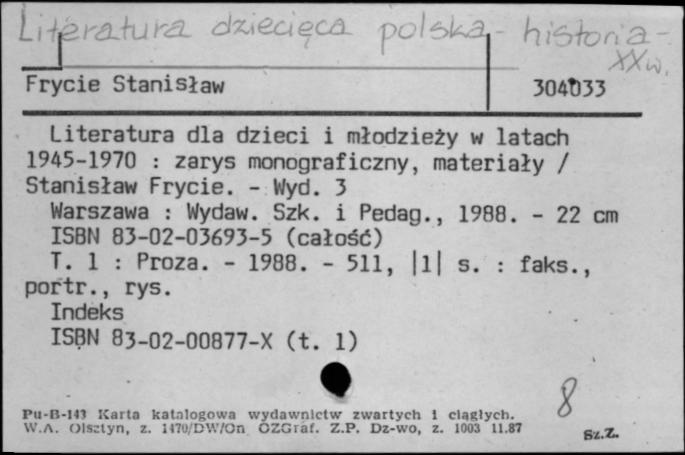 Literatura dziecięca polska - historia -
XXw.
Frycie Stanisław 304033
Literatura dla dzieci i młodzieży w latach
1945-1970 : zarys monograficzny, materiały /
Stanisław Frycie. - Wyd. 3
Warszawa : Wydaw. Szk. i Pedag., 1988. - 22 cm
ISBN 83-02-03693-5 (całość)
T. 1 : Proza. - 1988. - 511, |1| s. : faks.,
portr., rys.
Indeks
ISBN 83-02-00877-X (t. 1)
8
Pu-B-143 Karta katalogowa wydawnictw zwartych i ciągłych.
W.A. Olsztyn, z. 1470/DW/On OZGraf. Z.P. Dz-wo, z. 1003 11.87
Sz.Z.